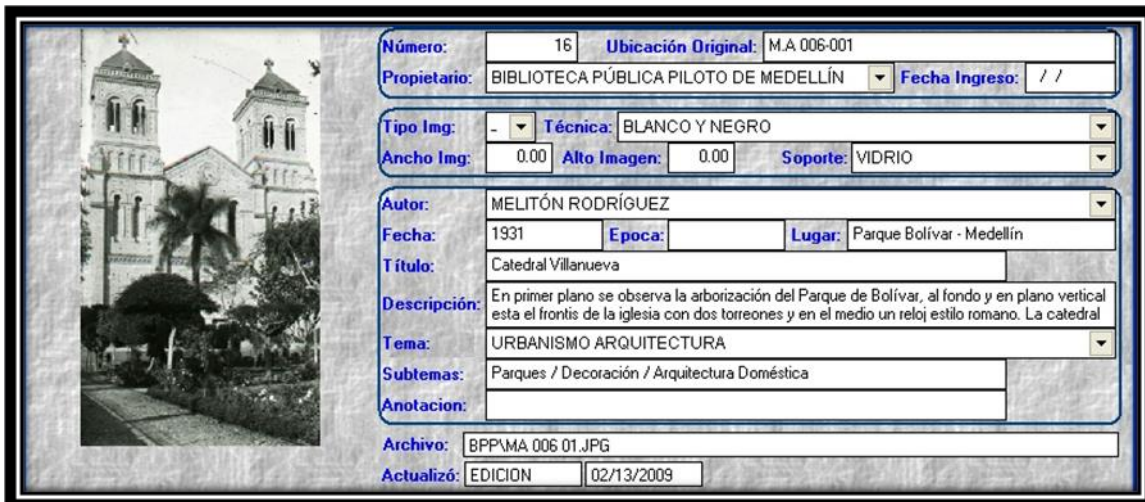 Número: 16 Ubicación Original: M.A 006-001
Propietario: BIBLIOTECA PÚBLICA PILOTO DE MEDELLÍN Fecha Ingreso: / /
Tipo Img: - Técnica: BLANCO Y NEGRO
Ancho Img: 0.00 Alto Imagen: 0.00 Soporte: VIDRIO
Autor: MELITÓN RODRÍGUEZ
Fecha: 1931 Epoca: Lugar: Parque Bolívar - Medellín
Título: Catedral Villanueva
Descripción: En primer plano se observa la arborización del Parque de Bolívar, al fondo y en plano vertical
esta el frontis de la iglesia con dos torreones y en el medio un reloj estilo romano. La catedral
Tema: URBANISMO ARQUITECTURA
Subtemas: Parques / Decoración / Arquitectura Doméstica
Anotacion:
Archivo: BPP\MA 006 01.JPG
Actualizó: EDICION 02/13/2009